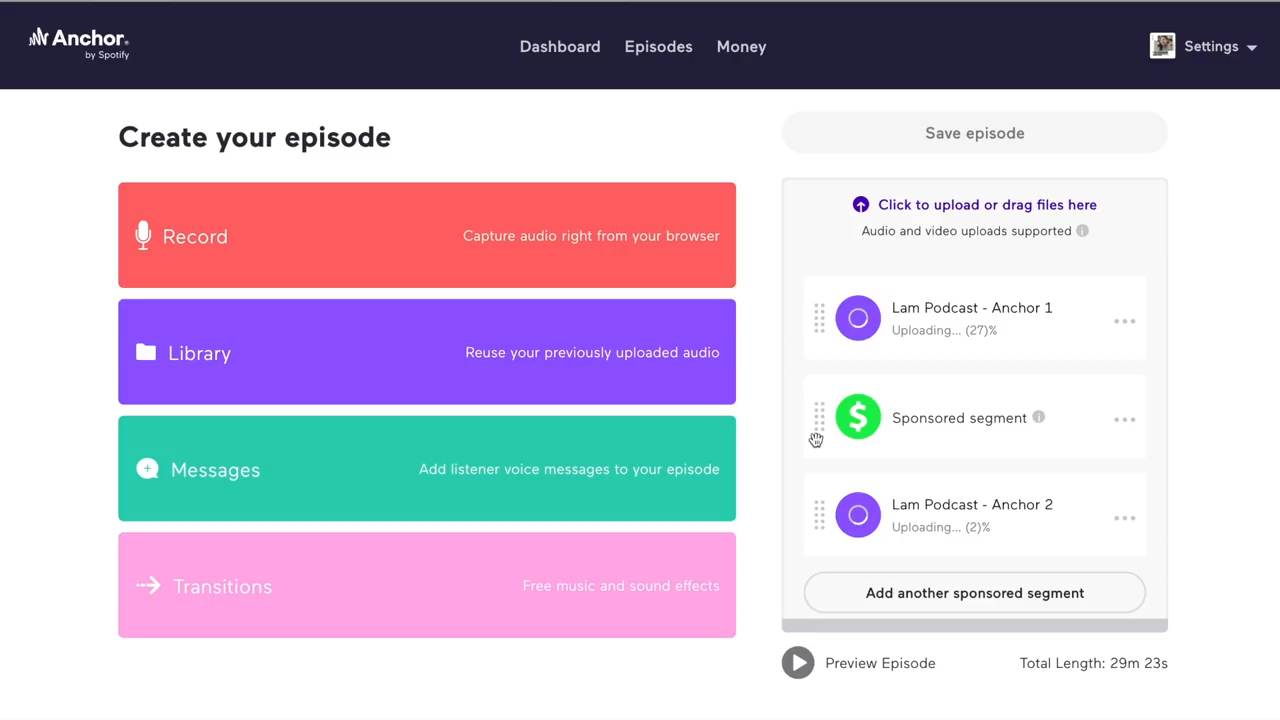 Anchor
by Spotify
Dashboard
Episodes
Money
Settings
Create your episode
Record
Capture audio right from your browser
Library
Reuse your previously uploaded audio
Messages
Add listener voice messages to your episode
Transitions
Free music and sound effects
Save episode
Click to upload or drag files here
Audio and video uploads supported
Lam Podcast - Anchor 1
Uploading... (27)%
$
Sponsored segment
Lam Podcast - Anchor 2
Uploading... (2)%
Add another sponsored segment
Preview Episode
Total Length: 29m 23s